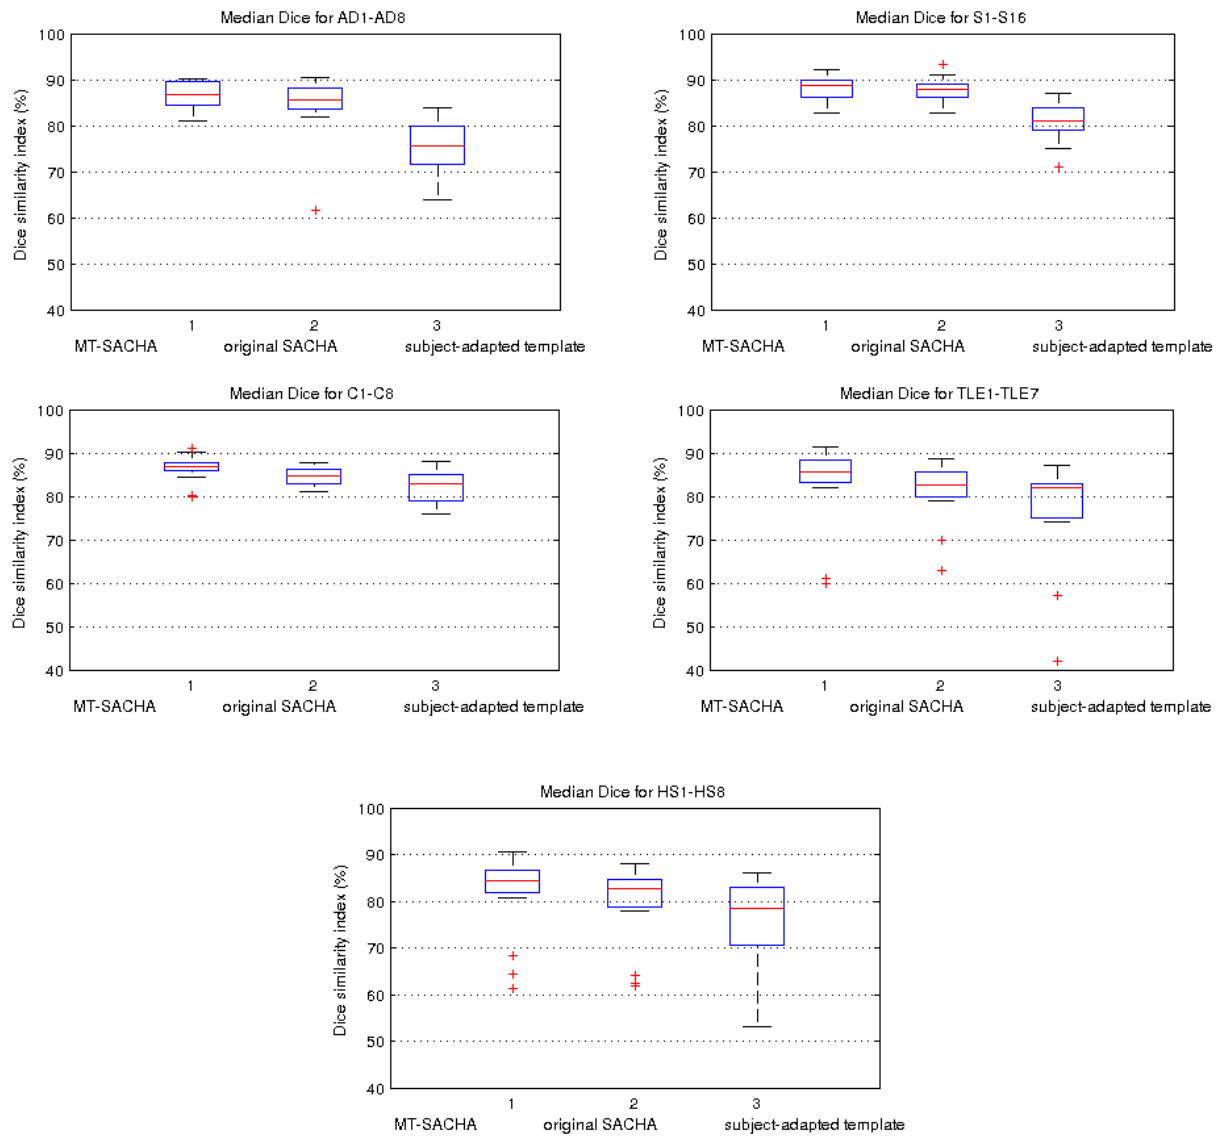 Median Dice for AD1-AD8
Dice similarity index (%)
100
90
80
70
60
50
40
1 2 3
MT-SACHA original SACHA subject-adapted template
Median Dice for S1-S16
Dice similarity index (%)
100
90
80
70
60
50
40
1 2 3
MT-SACHA original SACHA subject-adapted template
Median Dice for C1-C8
Dice similarity index (%)
100
90
80
70
60
50
40
1 2 3
MT-SACHA original SACHA subject-adapted template
Median Dice for TLE1-TLE7
Dice similarity index (%)
100
90
80
70
60
50
40
1 2 3
MT-SACHA original SACHA subject-adapted template
Median Dice for HS1-HS8
Dice similarity index (%)
100
90
80
70
60
50
40
1 2 3
MT-SACHA original SACHA subject-adapted template